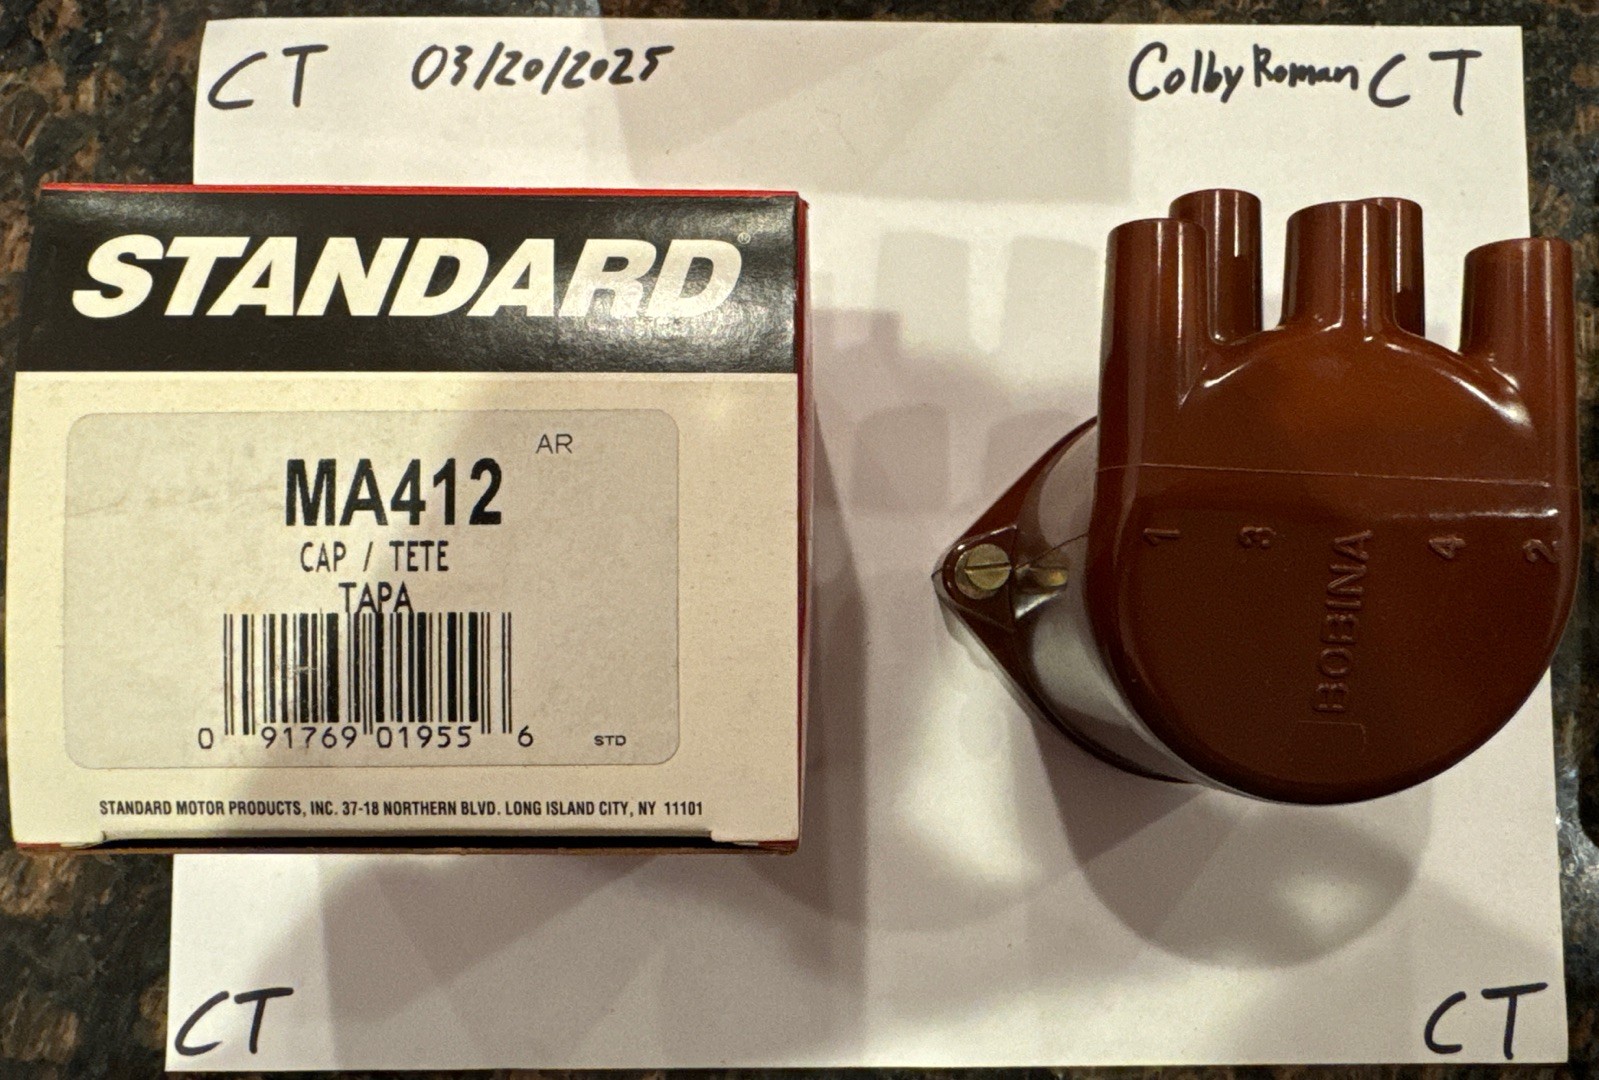 CT 03/20/2025 Colby Roman CT
STANDARD®
AR
MA412
CAP / TETE
TAPA
0 91769 01955 6
STD
STANDARD MOTOR PRODUCTS, INC. 37-18 NORTHERN BLVD. LONG ISLAND CITY, NY 11101
1 3 4 2
BOBINA
CT CT